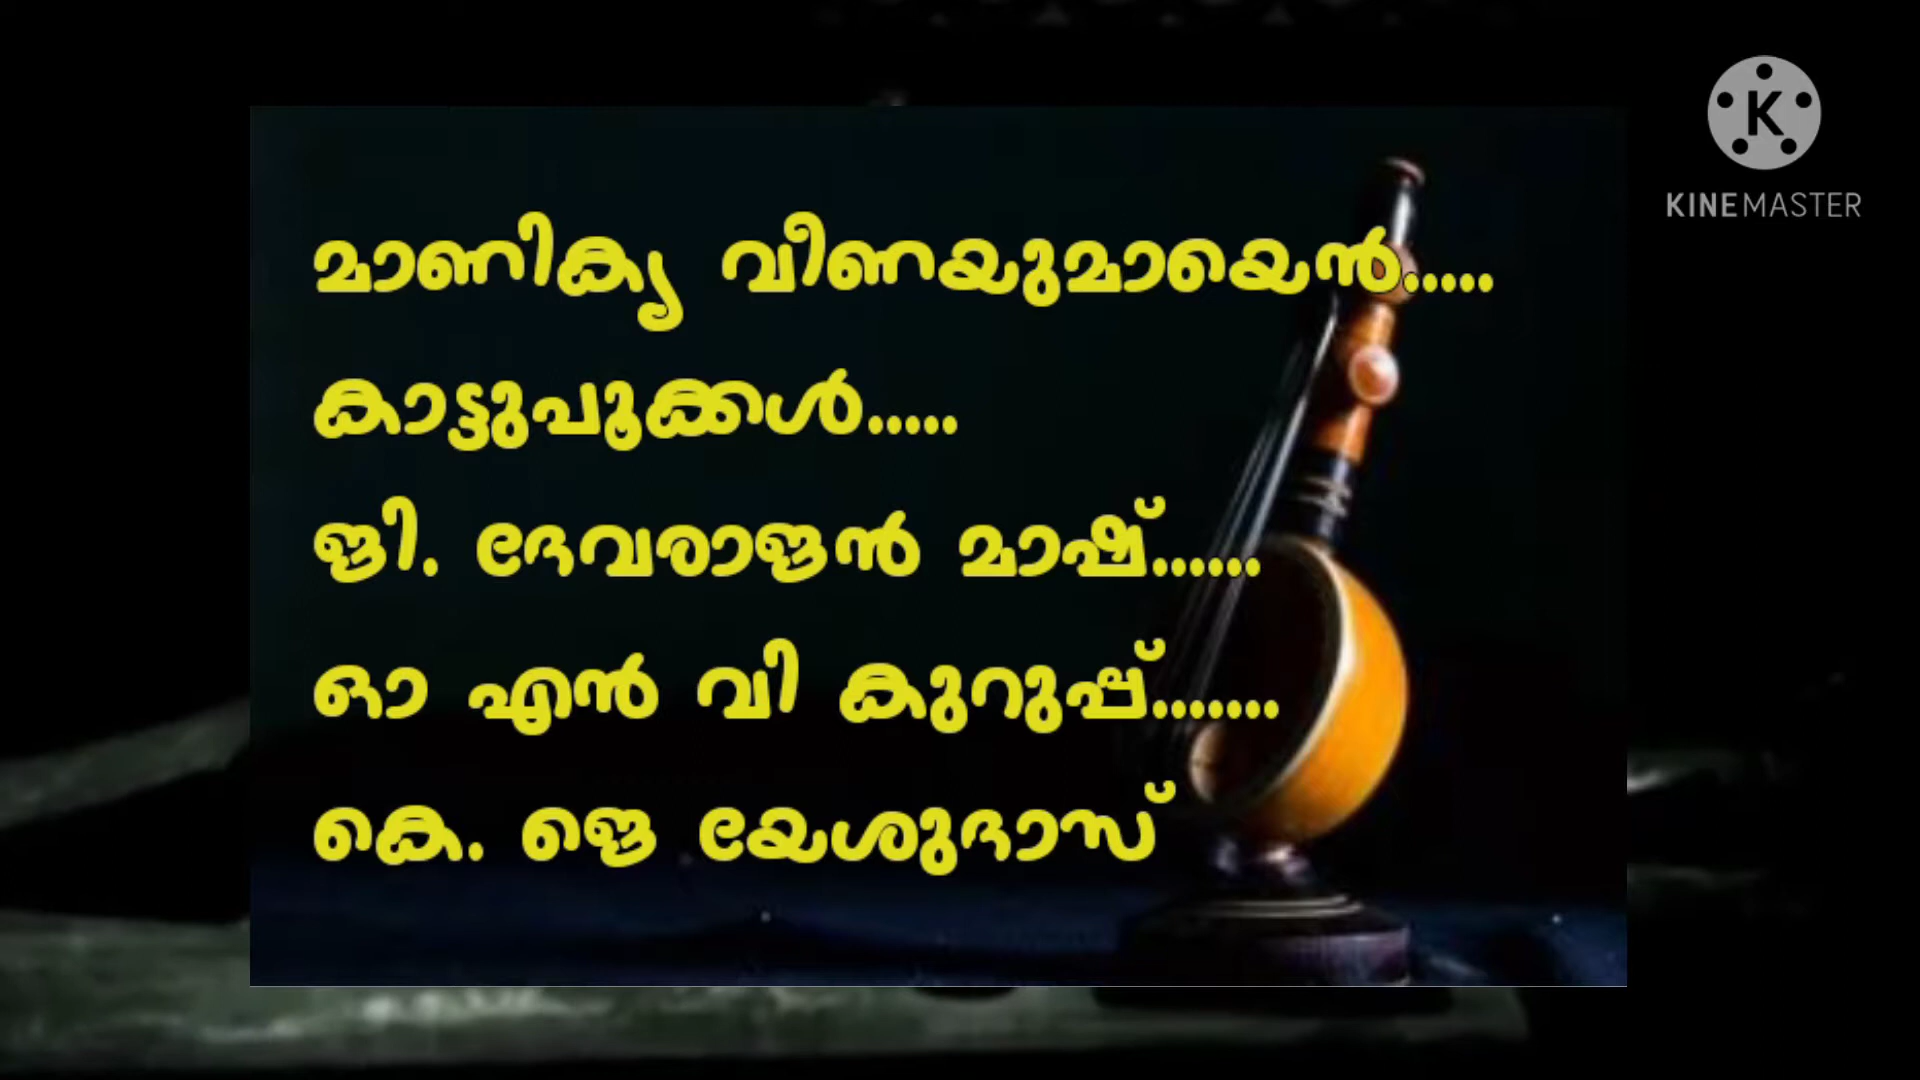 മാണികൃ വീണയുമായെൻ.....
കാട്ടുപൂക്കൾ.....
ജി. ദേവരാജൻ മാഷ്......
ഓ എൻ വി കുറുപ്പ്.......
കെ. ജെ യേശുദാസ്
K
KINEMASTER